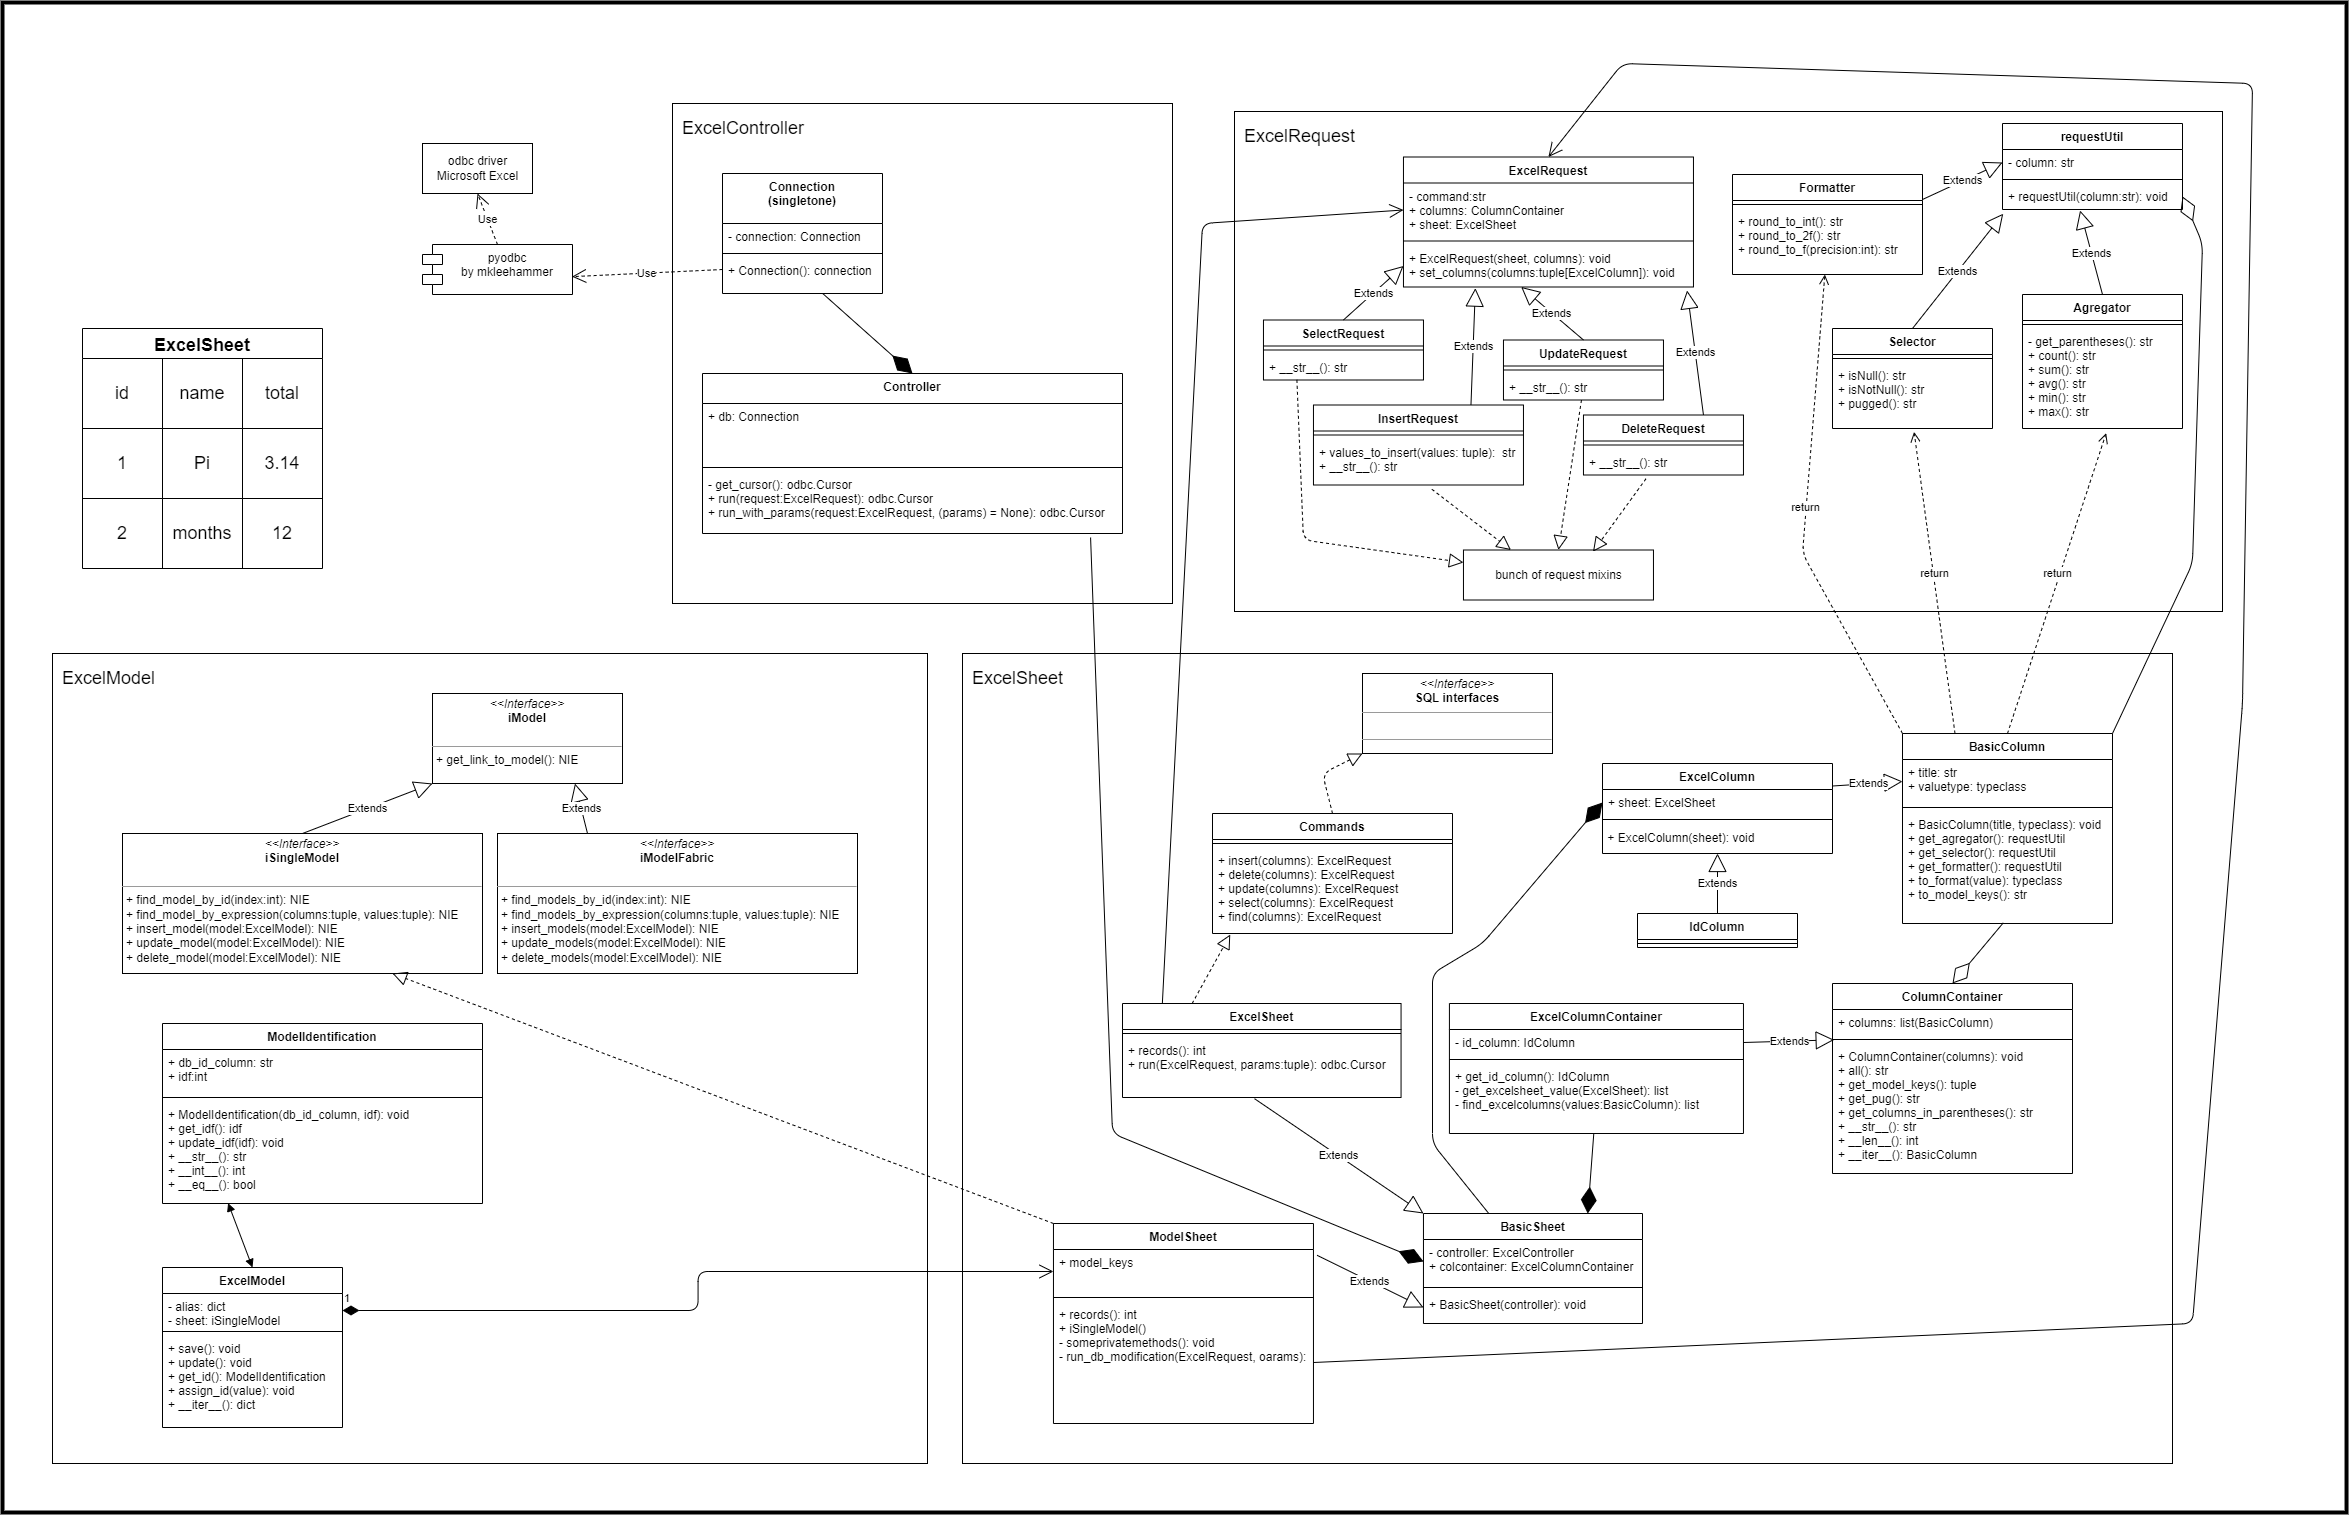 odbc driver
Microsoft Excel
Use
pyodbc
by mkleehammer
Use
ExcelSheet
id name total
1 Pi 3.14
2 months 12
ExcelController
Connection
(singletone)
- connection: Connection
+ Connection(): connection
Controller
+ db: Connection
- get_cursor(): odbc.Cursor
+ run(request:ExcelRequest): odbc.Cursor
+ run_with_params(request:ExcelRequest, (params) = None): odbc.Cursor
ExcelRequest
ExcelRequest
- command:str
+ columns: ColumnContainer
+ sheet: ExcelSheet
+ ExcelRequest(sheet, columns): void
+ set_columns(columns:tuple[ExcelColumn]): void
Extends
Extends
Extends
Extends
SelectRequest
+ __str__(): str
UpdateRequest
+ __str__(): str
InsertRequest
+ values_to_insert(values: tuple): str
+ __str__(): str
DeleteRequest
+ __str__(): str
bunch of request mixins
requestUtil
- column: str
+ requestUtil(column:str): void
Formatter
+ round_to_int(): str
+ round_to_2f(): str
+ round_to_f(precision:int): str
Extends
Extends
Extends
Selector
+ isNull(): str
+ isNotNull(): str
+ pugged(): str
Agregator
- get_parentheses(): str
+ count(): str
+ sum(): str
+ avg(): str
+ min(): str
+ max(): str
return
return
return
ExcelModel
<<Interface>>
iModel
+ get_link_to_model(): NIE
Extends
Extends
<<Interface>>
iSingleModel
+ find_model_by_id(index:int): NIE
+ find_model_by_expression(columns:tuple, values:tuple): NIE
+ insert_model(model:ExcelModel): NIE
+ update_model(model:ExcelModel): NIE
+ delete_model(model:ExcelModel): NIE
<<Interface>>
iModelFabric
+ find_models_by_id(index:int): NIE
+ find_models_by_expression(columns:tuple, values:tuple): NIE
+ insert_models(model:ExcelModel): NIE
+ update_models(model:ExcelModel): NIE
+ delete_models(model:ExcelModel): NIE
ModelIdentification
+ db_id_column: str
+ idf:int
+ ModelIdentification(db_id_column, idf): void
+ get_idf(): idf
+ update_idf(idf): void
+ __str__(): str
+ __int__(): int
+ __eq__(): bool
ExcelModel
- alias: dict
- sheet: iSingleModel
+ save(): void
+ update(): void
+ get_id(): ModelIdentification
+ assign_id(value): void
+ __iter__(): dict
1
ExcelSheet
<<Interface>>
SQL interfaces
Commands
+ insert(columns): ExcelRequest
+ delete(columns): ExcelRequest
+ update(columns): ExcelRequest
+ select(columns): ExcelRequest
+ find(columns): ExcelRequest
ExcelColumn
+ sheet: ExcelSheet
+ ExcelColumn(sheet): void
Extends
Extends
IdColumn
BasicColumn
+ title: str
+ valuetype: typeclass
+ BasicColumn(title, typeclass): void
+ get_agregator(): requestUtil
+ get_selector(): requestUtil
+ get_formatter(): requestUtil
+ to_format(value): typeclass
+ to_model_keys(): str
ExcelSheet
+ records(): int
+ run(ExcelRequest, params:tuple): odbc.Cursor
ExcelColumnContainer
- id_column: IdColumn
+ get_id_column(): IdColumn
- get_excelsheet_value(ExcelSheet): list
- find_excelcolumns(values:BasicColumn): list
Extends
ColumnContainer
+ columns: list(BasicColumn)
+ ColumnContainer(columns): void
+ all(): str
+ get_model_keys(): tuple
+ get_pug(): str
+ get_columns_in_parentheses(): str
+ __str__(): str
+ __len__(): int
+ __iter__(): BasicColumn
Extends
ModelSheet
+ model_keys
+ records(): int
+ iSingleModel()
- someprivatemethods(): void
- run_db_modification(ExcelRequest, oarams):
Extends
BasicSheet
- controller: ExcelController
+ colcontainer: ExcelColumnContainer
+ BasicSheet(controller): void